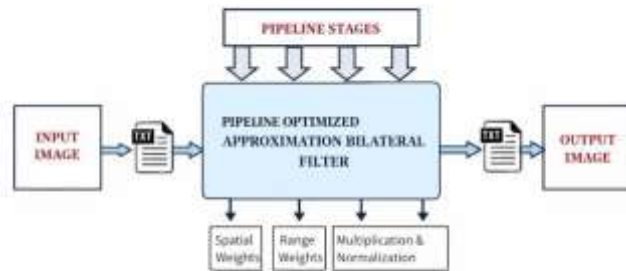 PIPELINE STAGES
INPUT
IMAGE
TXT
PIPELINE OPTIMIZED
APPROXIMATION BILATERAL
FILTER
TXT
OUTPUT
IMAGE
Spatial
Weights
Range
Weights
Multiplication &
Normalization